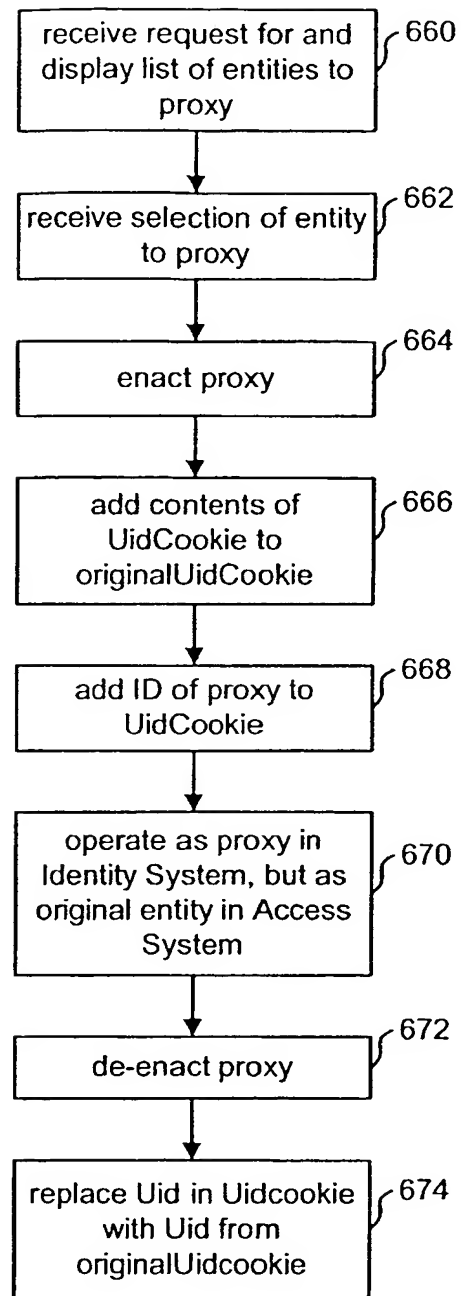 receive request for and
display list of entities to
proxy
660
receive selection of entity
to proxy
662
enact proxy
664
add contents of
UidCookie to
originalUidCookie
666
add ID of proxy to
UidCookie
668
operate as proxy in
Identity System, but as
original entity in Access
System
670
de-enact proxy
672
replace Uid in Uidcookie
with Uid from
originalUidcookie
674